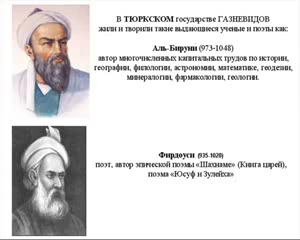 В ТЮРКСКОМ государстве ГАЗНЕВИДОВ
жили и творили такие выдающиеся ученые и поэты как:
Аль-Бируни (973-1048)
автор многочисленных капитальных трудов по истории,
географии, филологии, астрономии, математике, геодезии,
минералогии, фармакологии, геологии.
Фирдоуси (935-1020)
поэт, автор эпической поэмы «Шахнаме» (Книга царей),
поэма «Юсуф и Зулейха»